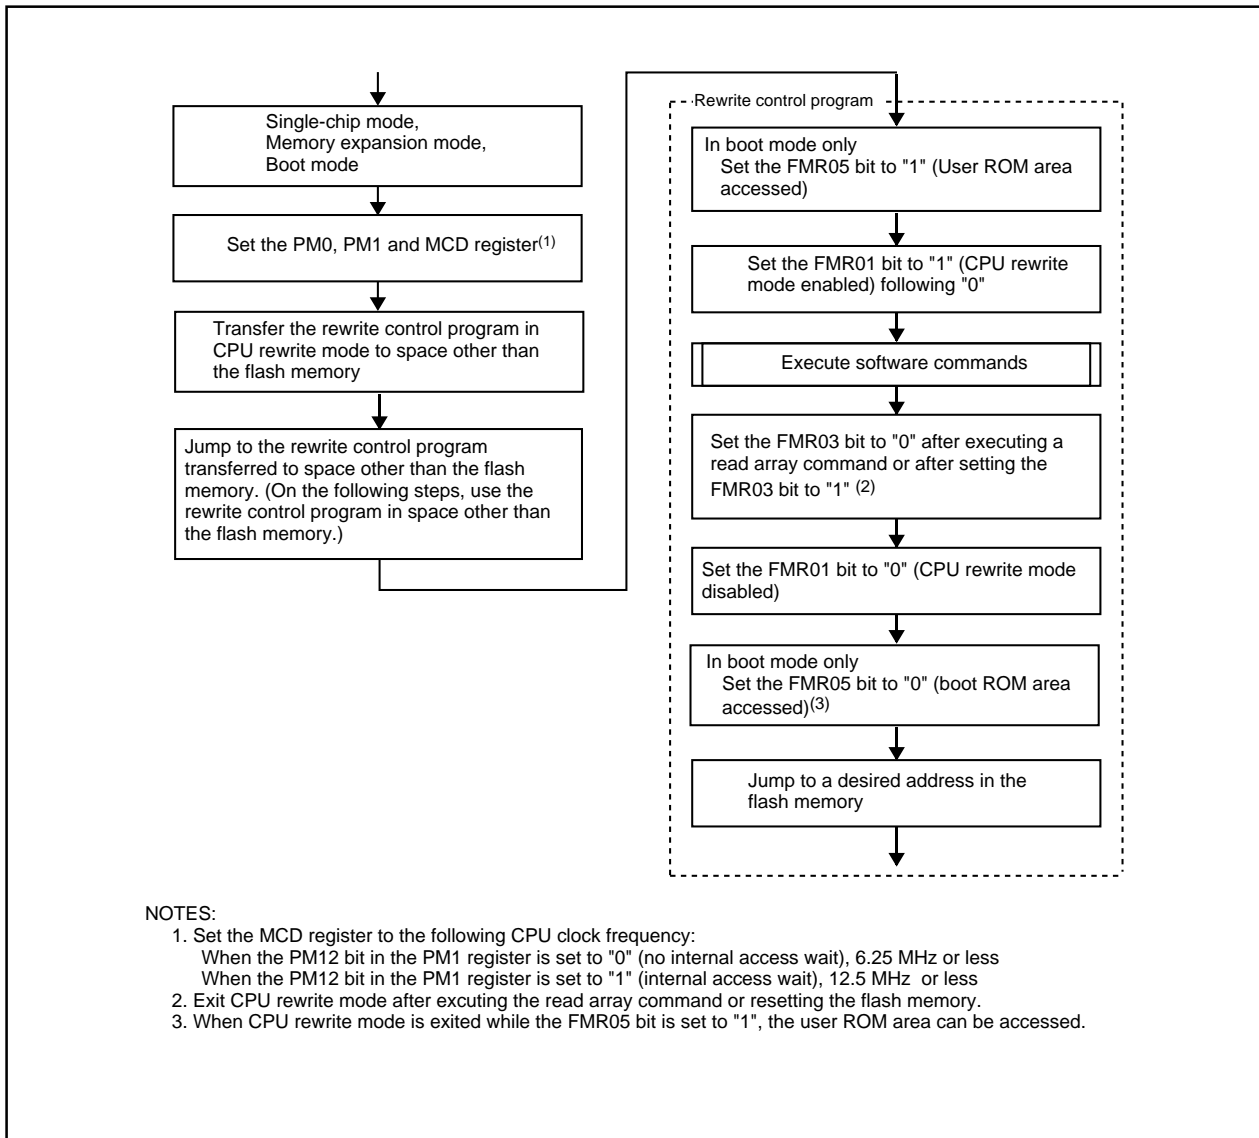 Single-chip mode,
Memory expansion mode,
Boot mode
Set the PM0, PM1 and MCD register(1)
Transfer the rewrite control program in
CPU rewrite mode to space other than
the flash memory
Jump to the rewrite control program
transferred to space other than the flash
memory. (On the following steps, use the
rewrite control program in space other than
the flash memory.)
Rewrite control program
In boot mode only
Set the FMR05 bit to "1" (User ROM area
accessed)
Set the FMR01 bit to "1" (CPU rewrite
mode enabled) following "0"
Execute software commands
Set the FMR03 bit to "0" after executing a
read array command or after setting the
FMR03 bit to "1" (2)
Set the FMR01 bit to "0" (CPU rewrite mode
disabled)
In boot mode only
Set the FMR05 bit to "0" (boot ROM area
accessed)(3)
Jump to a desired address in the
flash memory
NOTES:
1. Set the MCD register to the following CPU clock frequency:
When the PM12 bit in the PM1 register is set to "0" (no internal access wait), 6.25 MHz or less
When the PM12 bit in the PM1 register is set to "1" (internal access wait), 12.5 MHz or less
2. Exit CPU rewrite mode after excuting the read array command or resetting the flash memory.
3. When CPU rewrite mode is exited while the FMR05 bit is set to "1", the user ROM area can be accessed.